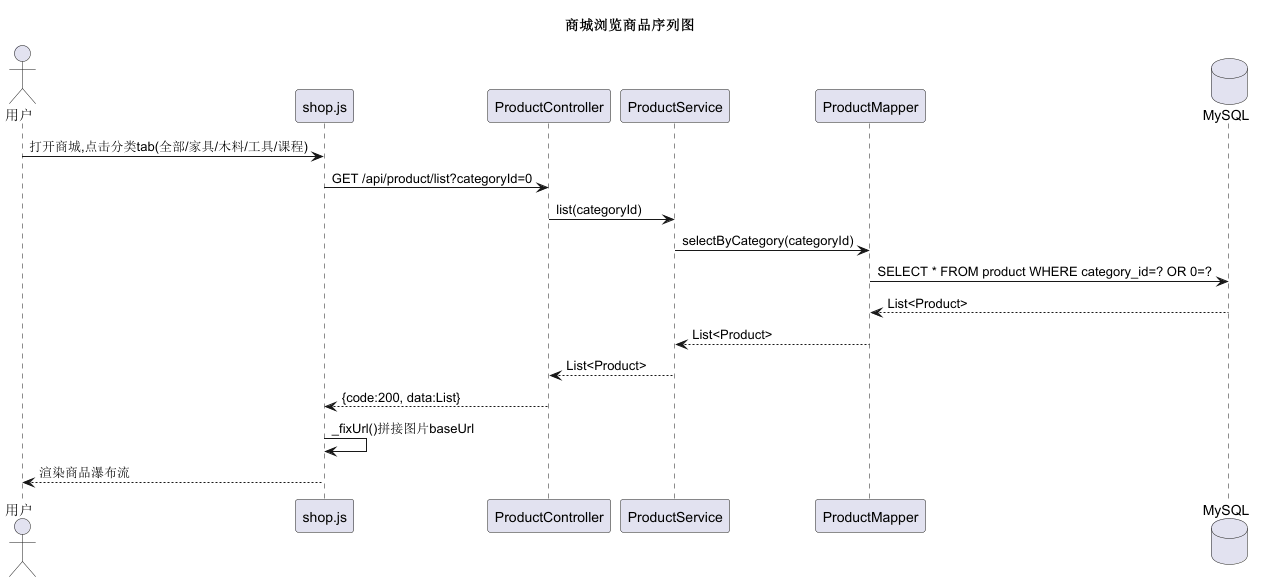 商城浏览商品序列图
用户
shop.js
ProductController
ProductService
ProductMapper
MySQL
打开商城,点击分类tab(全部/家具/木料/工具/课程)
GET /api/product/list?categoryId=0
list(categoryId)
selectByCategory(categoryId)
SELECT * FROM product WHERE category_id=? OR 0=?
List<Product>
List<Product>
List<Product>
{code:200, data:List}
_fixUrl()拼接图片baseUrl
渲染商品瀑布流
用户
shop.js
ProductController
ProductService
ProductMapper
MySQL